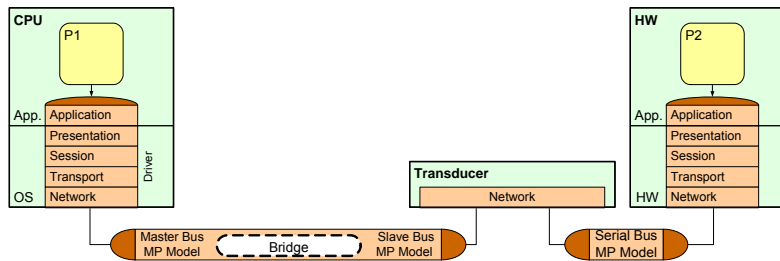 CPU
P1
App.
Application
Presentation
Session
Transport
Network
Driver
OS
Transducer
Network
HW
P2
App.
Application
Presentation
Session
Transport
Network
HW
Master Bus
MP Model
Bridge
Slave Bus
MP Model
Serial Bus
MP Model